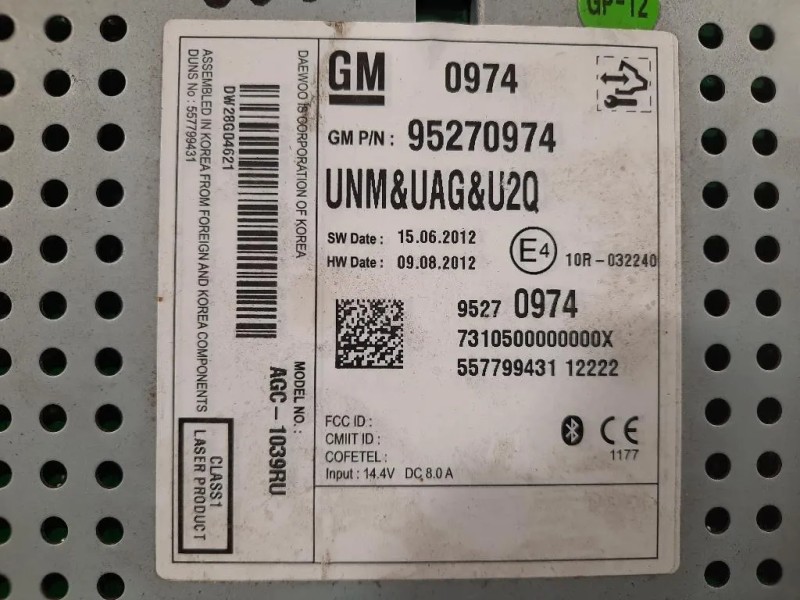 GP-12
GM
0974
GM P/N : 95270974
UNM&UAG&U2Q
SW Date : 15.06.2012
HW Date : 09.08.2012
E4
10R - 032240
9527 0974
7310500000000X
557799431 12222
FCC ID :
CMIIT ID :
COFETEL :
Input : 14.4V DC, 8.0 A
CE
1177
DAEWOO IS CORPORATION OF KOREA
MODEL NO. :
AGC - 1039RU
DW28G04621
ASSEMBLED IN KOREA FROM FOREIGN AND KOREA COMPONENTS
DUNS No : 557799431
CLASS1
LASER PRODUCT